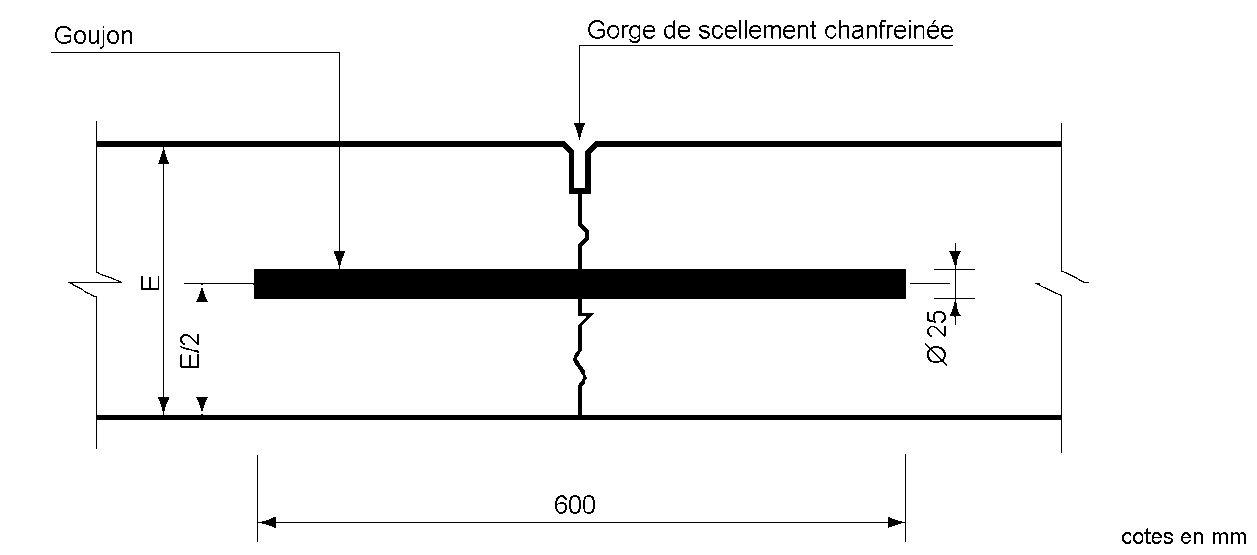 Goujon
Gorge de scellement chanfreinée
E
E/2
Ø 25
600
cotes en mm